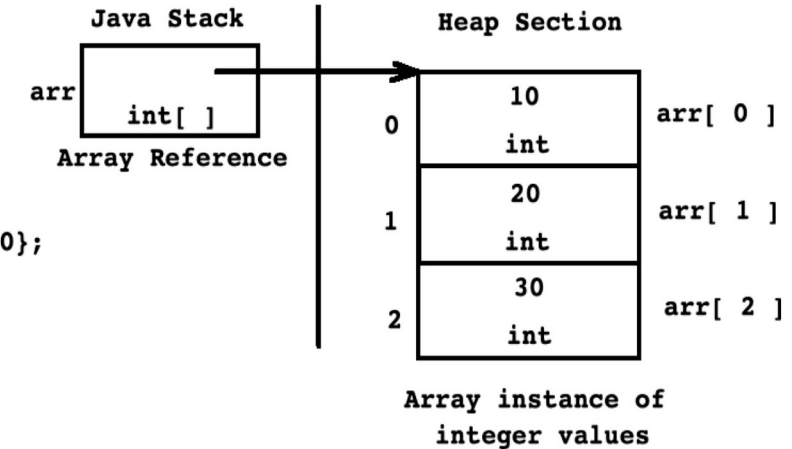 Java Stack
Heap Section
arr
int[ ]
Array Reference
0};
0
10
int
arr[ 0 ]
1
20
int
arr[ 1 ]
2
30
int
arr[ 2 ]
Array instance of
integer values